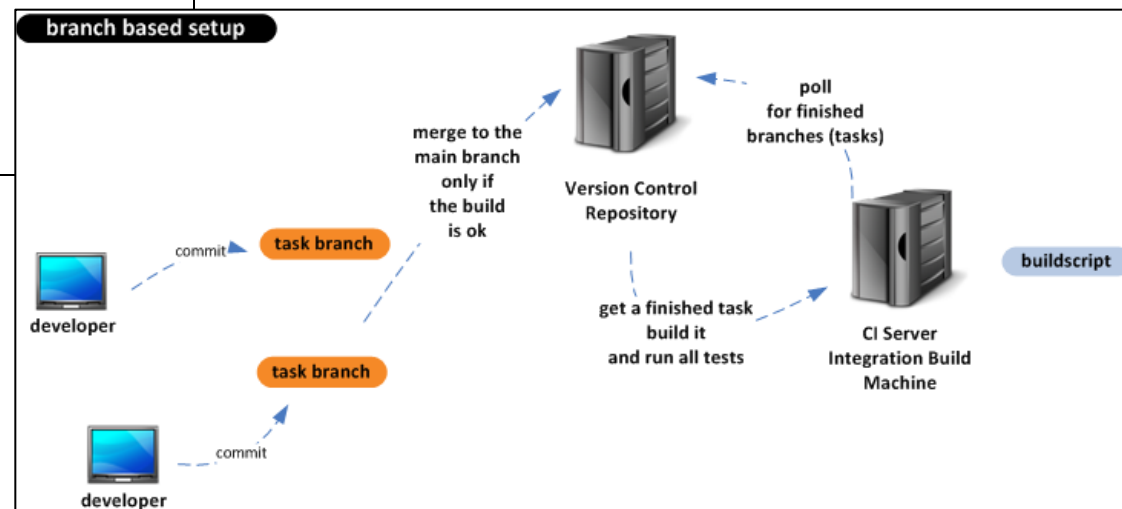 branch based setup
poll
for finished
branches (tasks)
merge to the
main branch
only if
the build
is ok
Version Control
Repository
commit
task branch
buildscript
developer
get a finished task
build it
and run all tests
CI Server
Integration Build
Machine
task branch
commit
developer